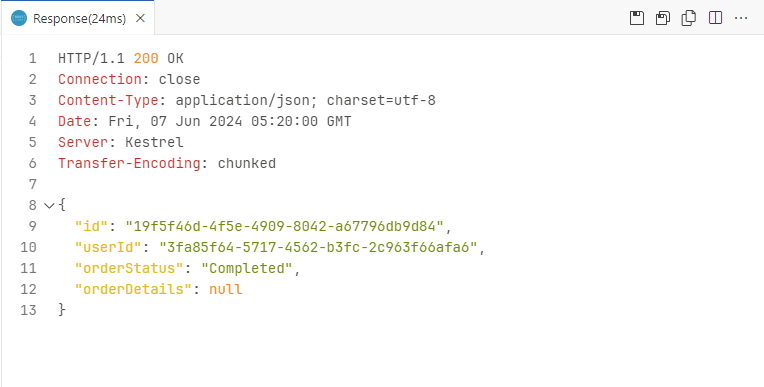 Response(24ms)
1 HTTP/1.1 200 OK
2 Connection: close
3 Content-Type: application/json; charset=utf-8
4 Date: Fri, 07 Jun 2024 05:20:00 GMT
5 Server: Kestrel
6 Transfer-Encoding: chunked
7
8 {
9 "id": "19f5f46d-4f5e-4909-8042-a67796db9d84",
10 "userId": "3fa85f64-5717-4562-b3fc-2c963f66afa6",
11 "orderStatus": "Completed",
12 "orderDetails": null
13 }